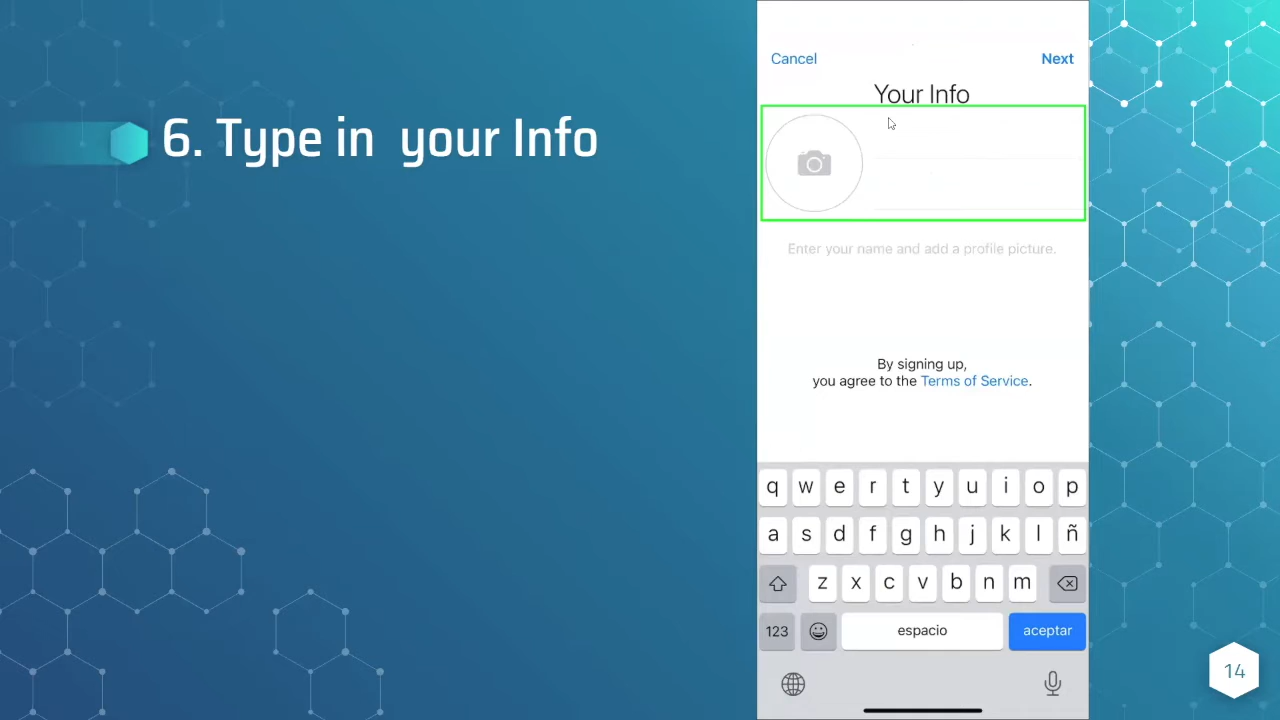 6. Type in your Info
Cancel
Next
Your Info
Enter your name and add a profile picture.
By signing up,
you agree to the Terms of Service.
q w e r t y u i o p
a s d f g h j k l ñ
z x c v b n m
123 espacio aceptar
14